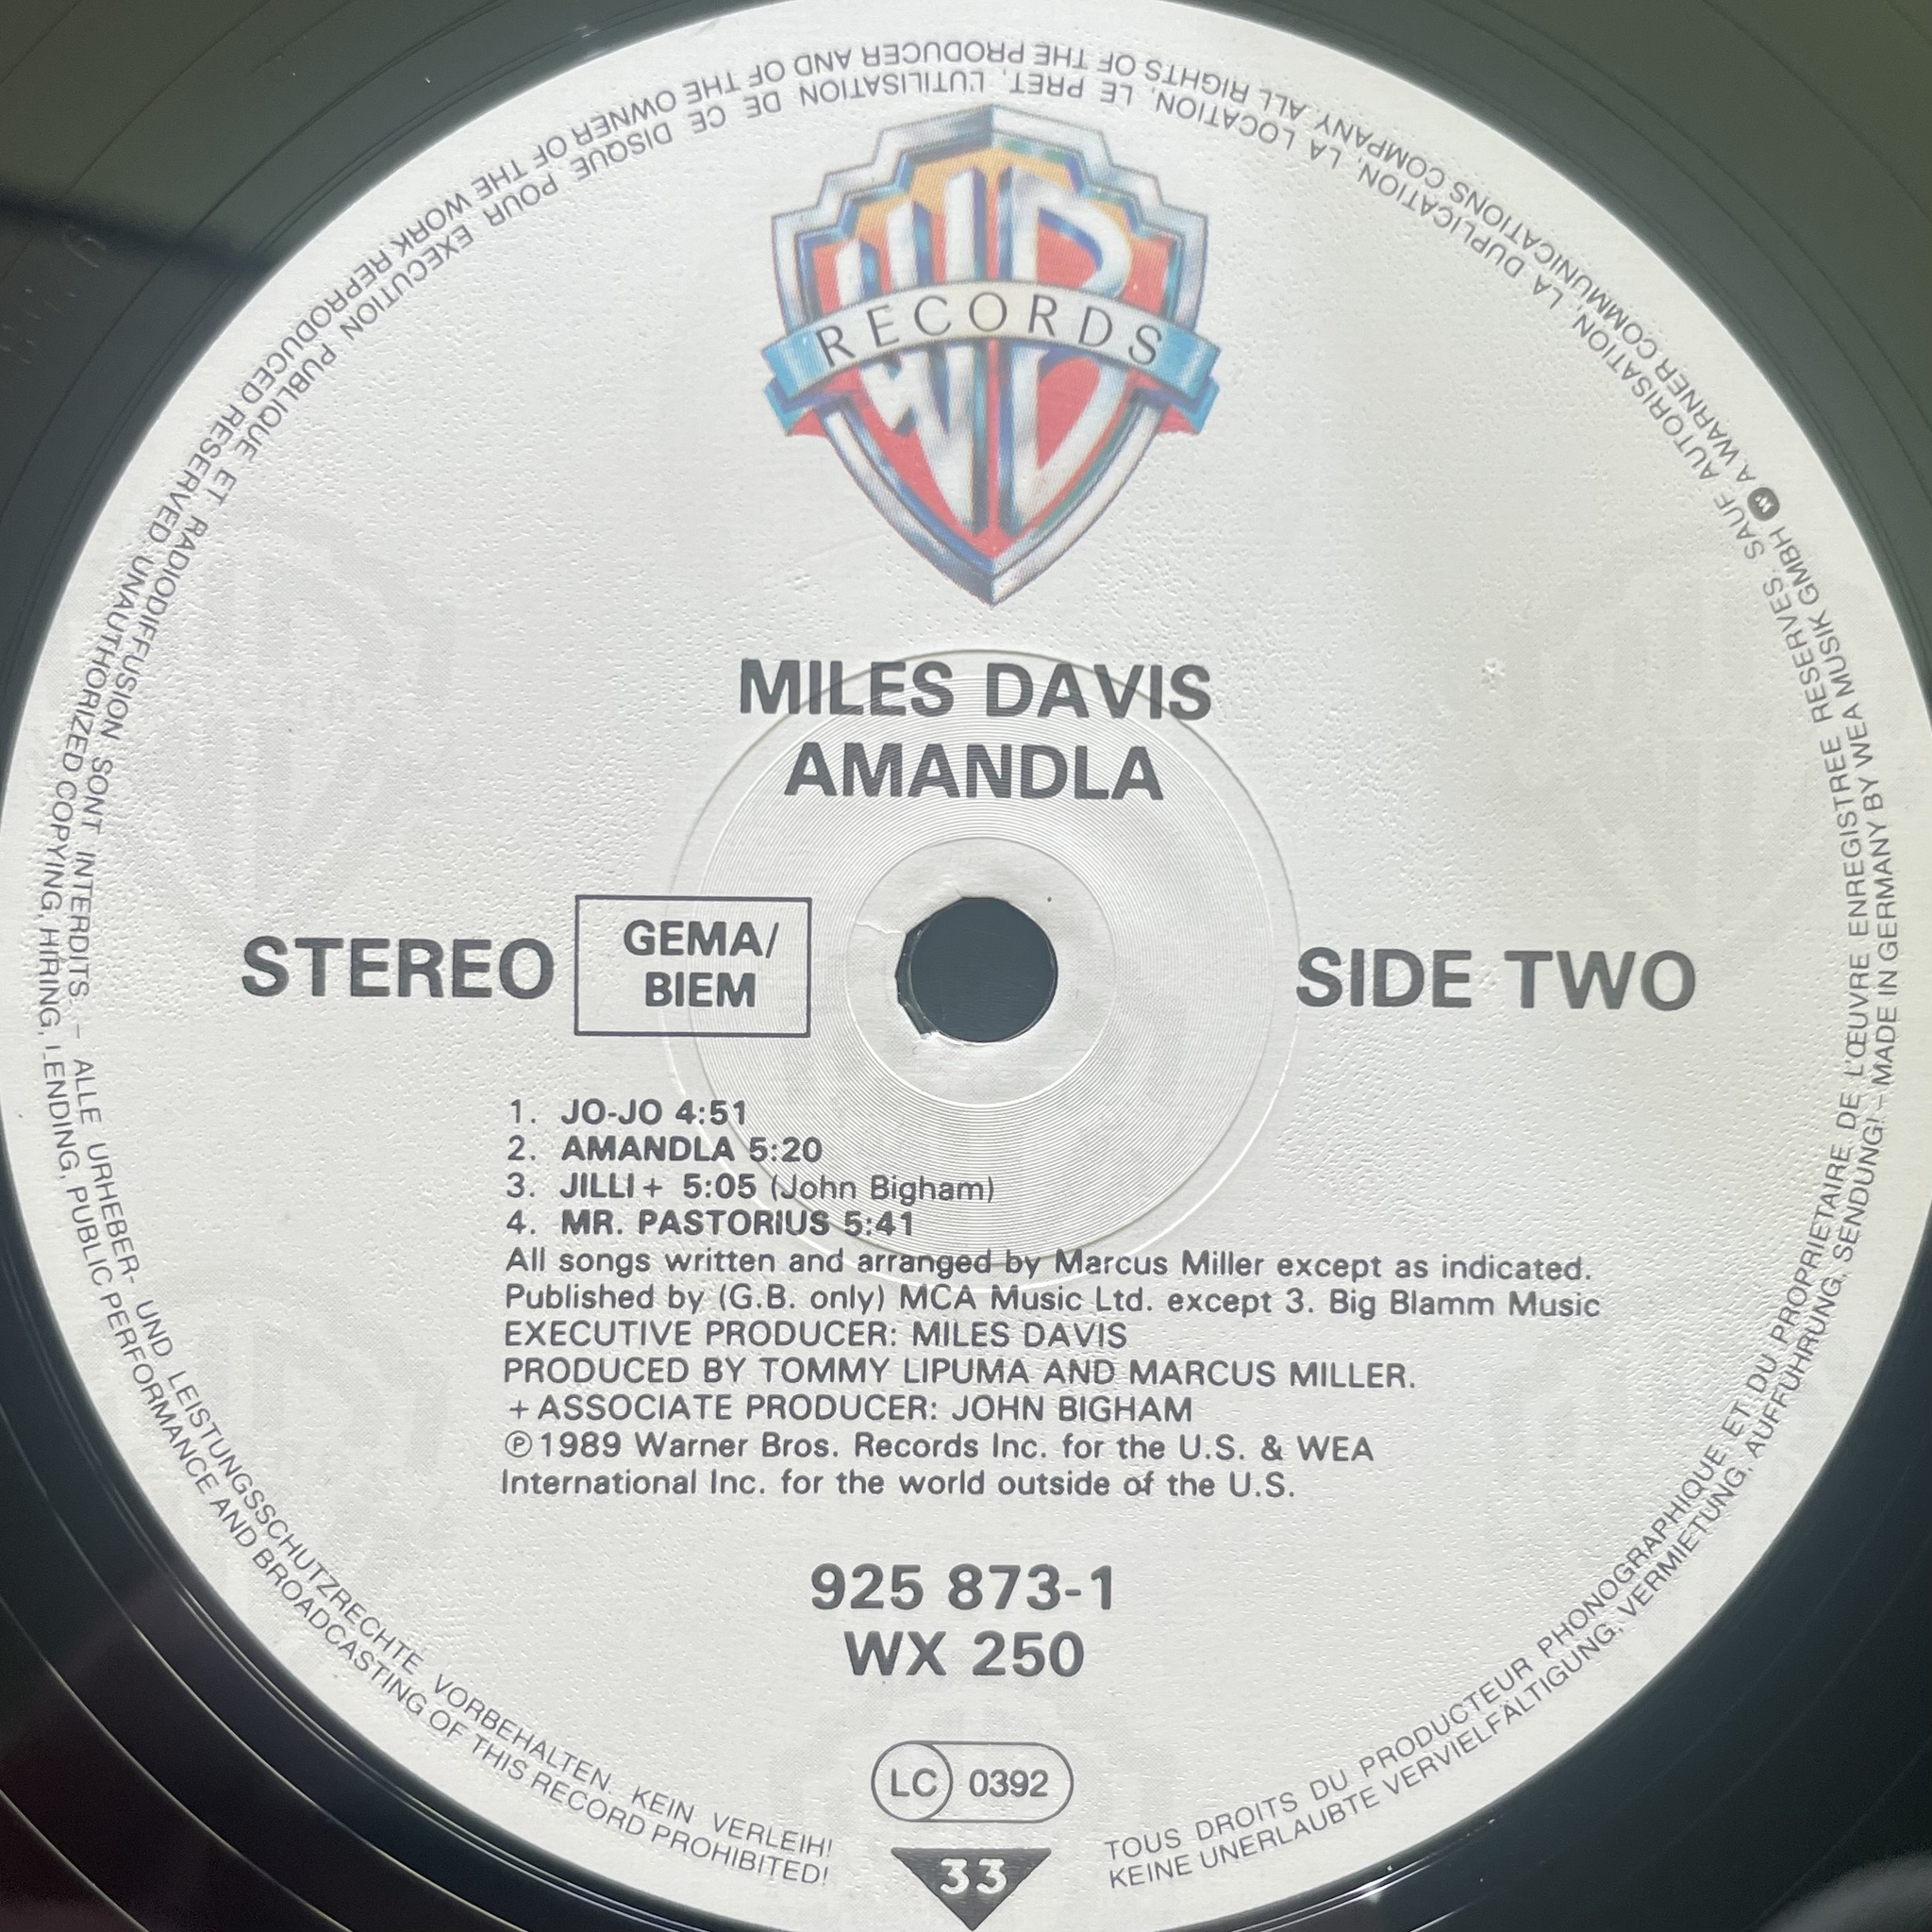 WB
RECORDS
MILES DAVIS
AMANDLA
STEREO
GEMA/
BIEM
SIDE TWO
1. JO-JO 4:51
2. AMANDLA 5:20
3. JILLI + 5:05 (John Bigham)
4. MR. PASTORIUS 5:41
All songs written and arranged by Marcus Miller except as indicated.
Published by (G.B. only) MCA Music Ltd. except 3. Big Blamm Music
EXECUTIVE PRODUCER: MILES DAVIS
PRODUCED BY TOMMY LIPUMA AND MARCUS MILLER.
+ ASSOCIATE PRODUCER: JOHN BIGHAM
℗ 1989 Warner Bros. Records Inc. for the U.S. & WEA
International Inc. for the world outside of the U.S.
925 873-1
WX 250
LC 0392
33
TOUS DROITS DU PRODUCTEUR PHONOGRAPHIQUE ET DU PROPRIETAIRE DE L'ŒUVRE ENREGISTREE RESERVES. SAUF AUTORISATION, LA DUPLICATION, LA LOCATION, LE PRET, L'UTILISATION DE CE DISQUE POUR EXECUTION PUBLIQUE ET RADIODIFFUSION SONT INTERDITS. – ALLE URHEBER- UND LEISTUNGSSCHUTZRECHTE VORBEHALTEN. KEIN VERLEIH!
KEINE UNERLAUBTE VERVIELFÄLTIGUNG, VERMIETUNG, AUFFÜHRUNG, SENDUNG! – MADE IN GERMANY BY WEA MUSIK GMBH W A WARNER COMMUNICATIONS COMPANY. ALL RIGHTS OF THE PRODUCER AND OF THE OWNER OF THE WORK REPRODUCED RESERVED. UNAUTHORIZED COPYING, HIRING, LENDING, PUBLIC PERFORMANCE AND BROADCASTING OF THIS RECORD PROHIBITED!